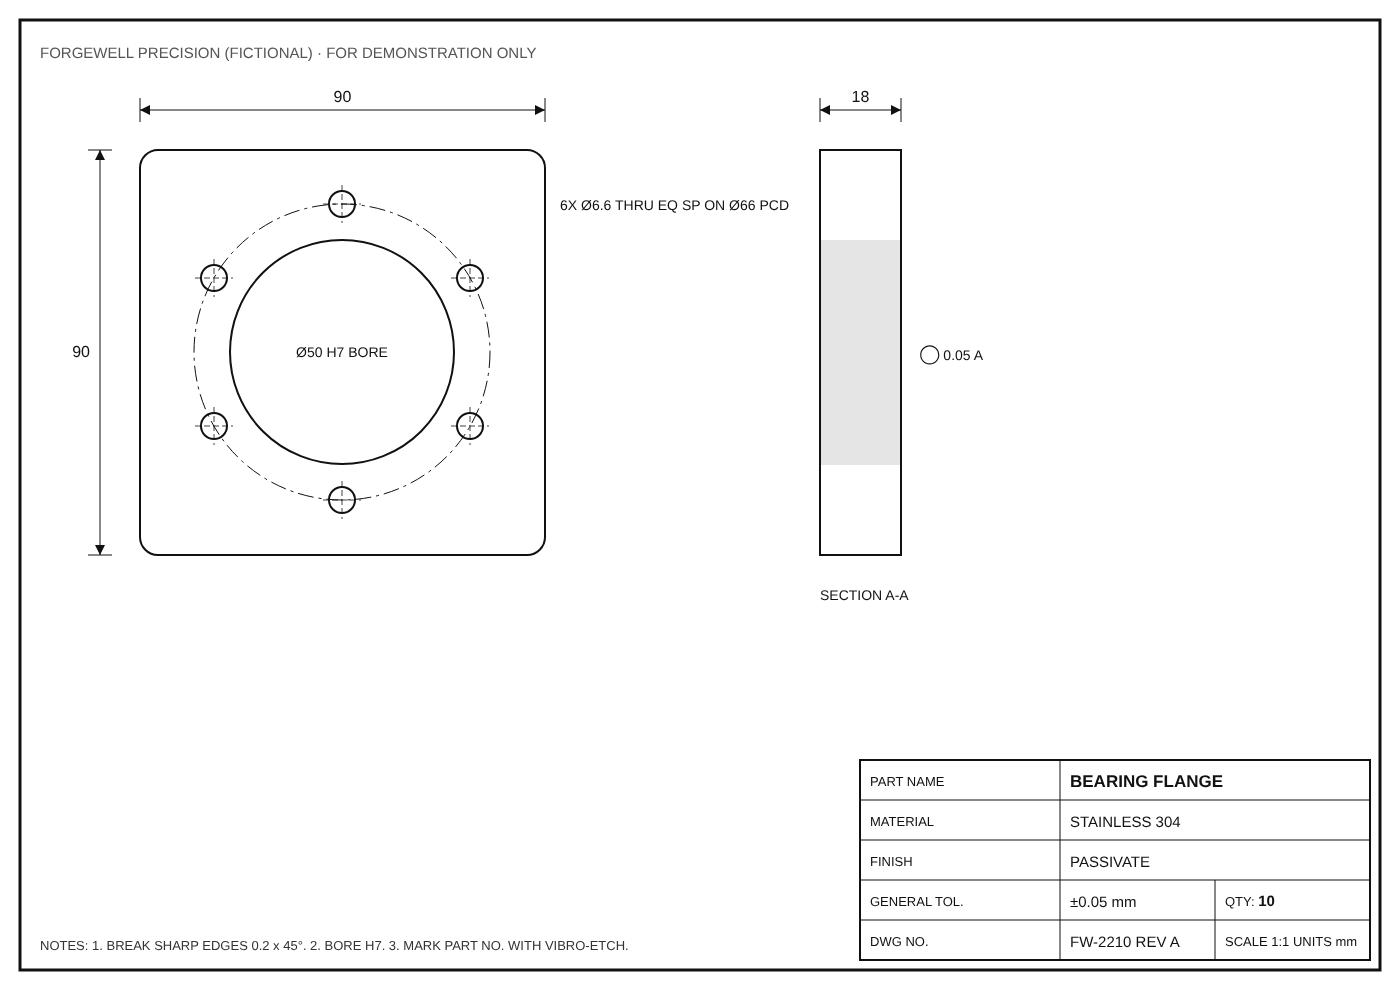 FORGEWELL PRECISION (FICTIONAL) · FOR DEMONSTRATION ONLY
90
18
6X Ø6.6 THRU EQ SP ON Ø66 PCD
90
Ø50 H7 BORE
0.05 A
SECTION A-A
PART NAME BEARING FLANGE
MATERIAL STAINLESS 304
FINISH PASSIVATE
GENERAL TOL. ±0.05 mm QTY: 10
DWG NO. FW-2210 REV A SCALE 1:1 UNITS mm
NOTES: 1. BREAK SHARP EDGES 0.2 x 45°. 2. BORE H7. 3. MARK PART NO. WITH VIBRO-ETCH.